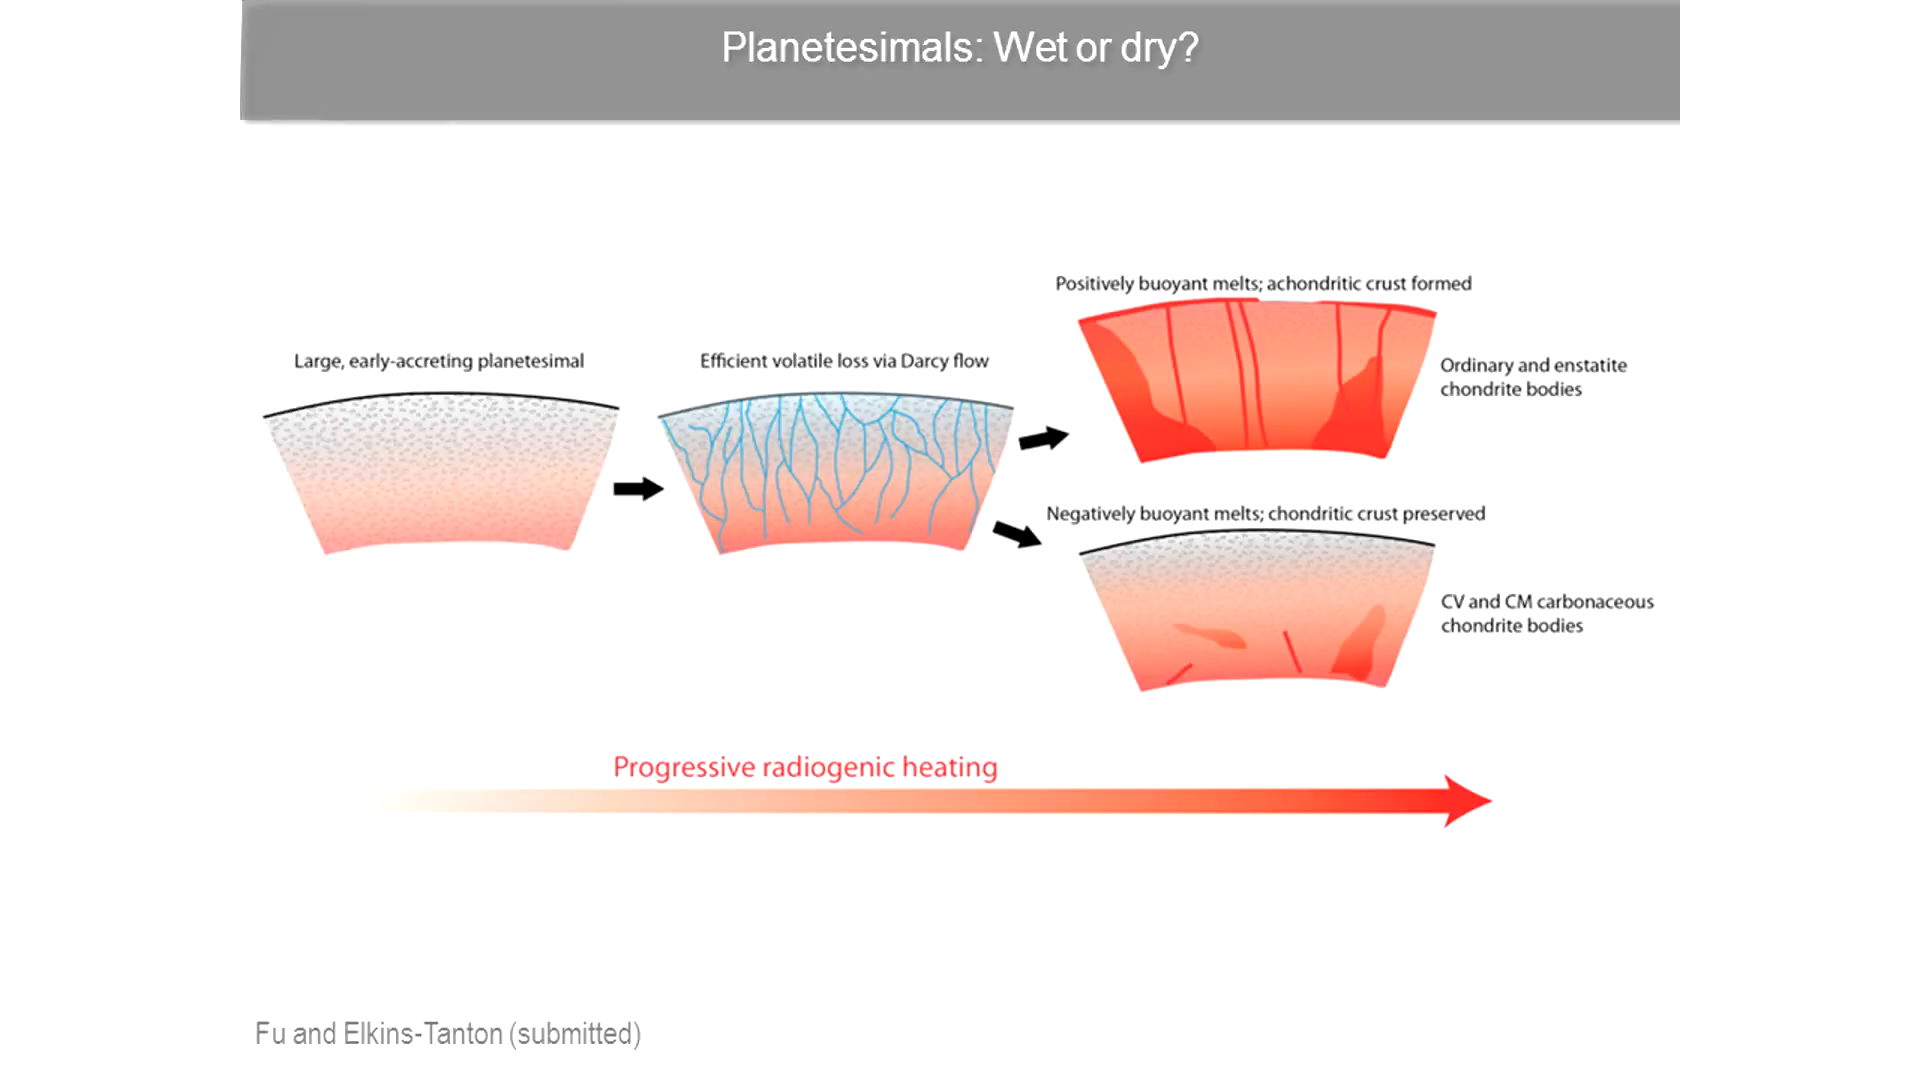 Planetesimals: Wet or dry?
Large, early-accreting planetesimal
Efficient volatile loss via Darcy flow
Positively buoyant melts; achondritic crust formed
Ordinary and enstatite
chondrite bodies
Negatively buoyant melts; chondritic crust preserved
CV and CM carbonaceous
chondrite bodies
Progressive radiogenic heating
Fu and Elkins-Tanton (submitted)